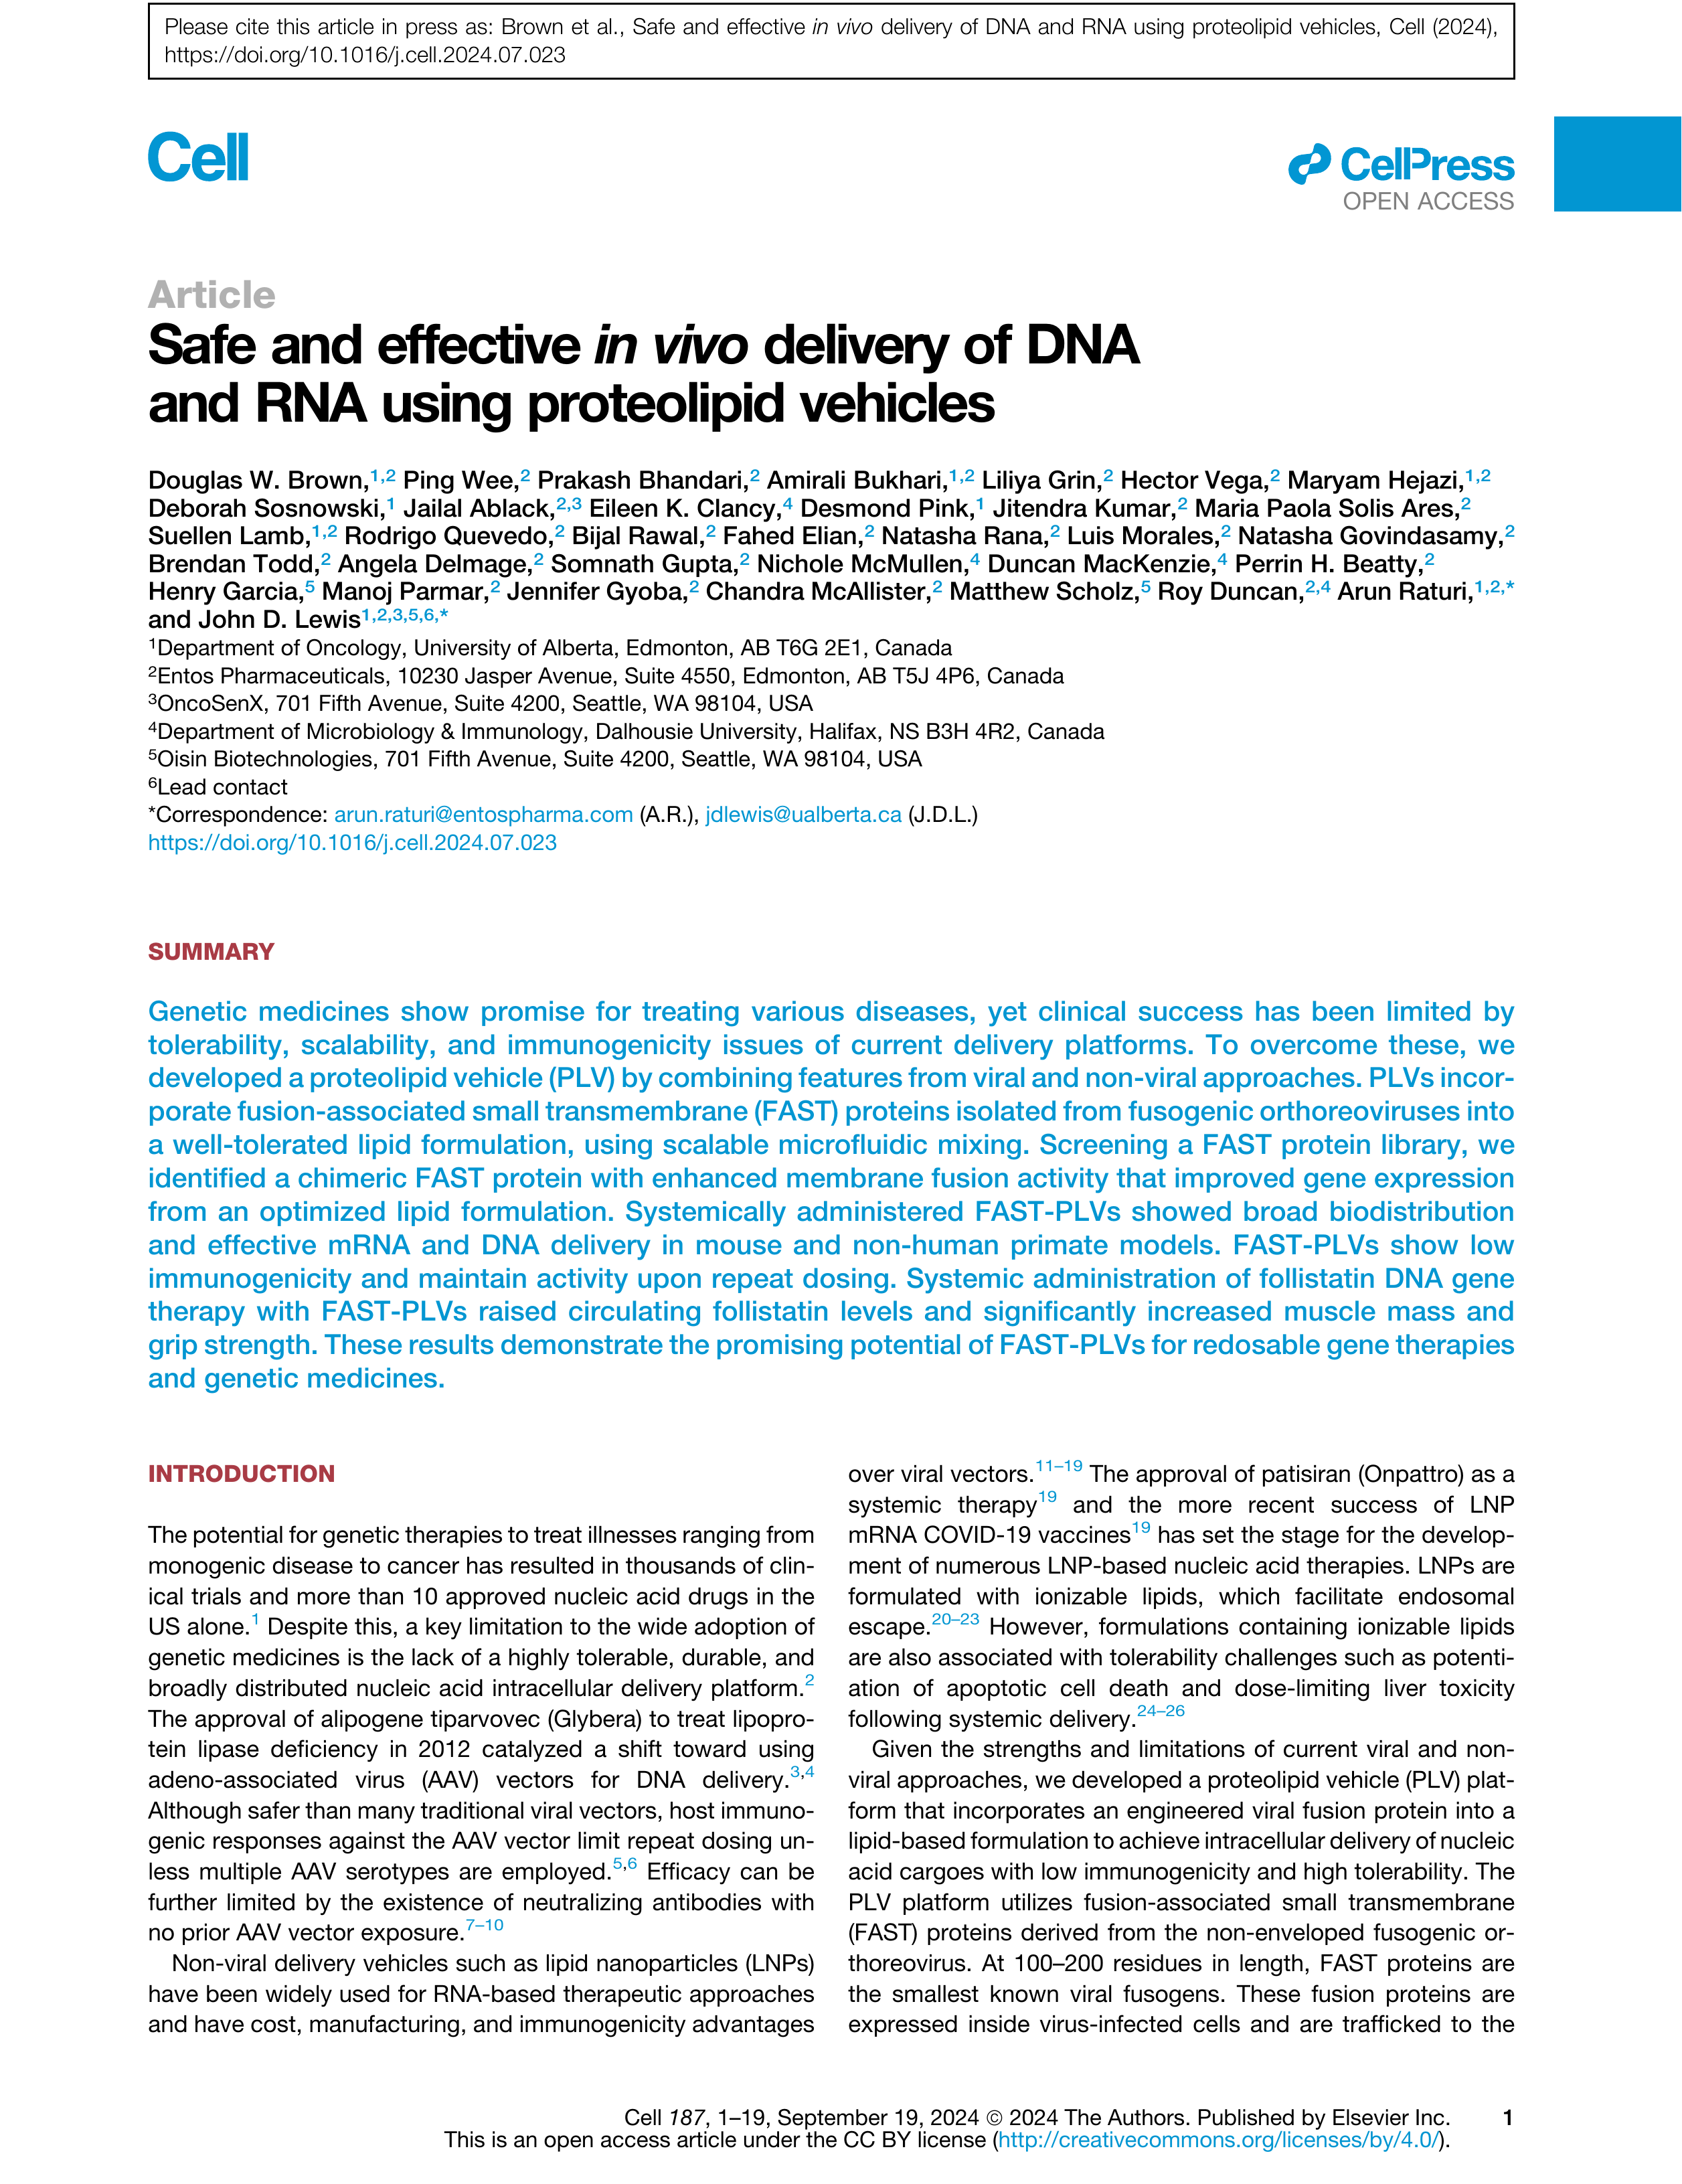 Please cite this article in press as: Brown et al., Safe and effective in vivo delivery of DNA and RNA using proteolipid vehicles, Cell (2024),
https://doi.org/10.1016/j.cell.2024.07.023
Cell
CellPress
OPEN ACCESS
Article
Safe and effective in vivo delivery of DNA
and RNA using proteolipid vehicles
Douglas W. Brown,1,2 Ping Wee,2 Prakash Bhandari,2 Amirali Bukhari,1,2 Liliya Grin,2 Hector Vega,2 Maryam Hejazi,1,2
Deborah Sosnowski,1 Jailal Ablack,2,3 Eileen K. Clancy,4 Desmond Pink,1 Jitendra Kumar,2 Maria Paola Solis Ares,2
Suellen Lamb,1,2 Rodrigo Quevedo,2 Bijal Rawal,2 Fahed Elian,2 Natasha Rana,2 Luis Morales,2 Natasha Govindasamy,2
Brendan Todd,2 Angela Delmage,2 Somnath Gupta,2 Nichole McMullen,4 Duncan MacKenzie,4 Perrin H. Beatty,2
Henry Garcia,5 Manoj Parmar,2 Jennifer Gyoba,2 Chandra McAllister,2 Matthew Scholz,5 Roy Duncan,2,4 Arun Raturi,1,2,*
and John D. Lewis1,2,3,5,6,*
1Department of Oncology, University of Alberta, Edmonton, AB T6G 2E1, Canada
2Entos Pharmaceuticals, 10230 Jasper Avenue, Suite 4550, Edmonton, AB T5J 4P6, Canada
3OncoSenX, 701 Fifth Avenue, Suite 4200, Seattle, WA 98104, USA
4Department of Microbiology & Immunology, Dalhousie University, Halifax, NS B3H 4R2, Canada
5Oisin Biotechnologies, 701 Fifth Avenue, Suite 4200, Seattle, WA 98104, USA
6Lead contact
*Correspondence: arun.raturi@entospharma.com (A.R.), jdlewis@ualberta.ca (J.D.L.)
https://doi.org/10.1016/j.cell.2024.07.023
SUMMARY
Genetic medicines show promise for treating various diseases, yet clinical success has been limited by
tolerability, scalability, and immunogenicity issues of current delivery platforms. To overcome these, we
developed a proteolipid vehicle (PLV) by combining features from viral and non-viral approaches. PLVs incor-
porate fusion-associated small transmembrane (FAST) proteins isolated from fusogenic orthoreoviruses into
a well-tolerated lipid formulation, using scalable microfluidic mixing. Screening a FAST protein library, we
identified a chimeric FAST protein with enhanced membrane fusion activity that improved gene expression
from an optimized lipid formulation. Systemically administered FAST-PLVs showed broad biodistribution
and effective mRNA and DNA delivery in mouse and non-human primate models. FAST-PLVs show low
immunogenicity and maintain activity upon repeat dosing. Systemic administration of follistatin DNA gene
therapy with FAST-PLVs raised circulating follistatin levels and significantly increased muscle mass and
grip strength. These results demonstrate the promising potential of FAST-PLVs for redosable gene therapies
and genetic medicines.
INTRODUCTION
The potential for genetic therapies to treat illnesses ranging from
monogenic disease to cancer has resulted in thousands of clin-
ical trials and more than 10 approved nucleic acid drugs in the
US alone.1 Despite this, a key limitation to the wide adoption of
genetic medicines is the lack of a highly tolerable, durable, and
broadly distributed nucleic acid intracellular delivery platform.2
The approval of alipogene tiparvovec (Glybera) to treat lipopro-
tein lipase deficiency in 2012 catalyzed a shift toward using
adeno-associated virus (AAV) vectors for DNA delivery.3,4
Although safer than many traditional viral vectors, host immuno-
genic responses against the AAV vector limit repeat dosing un-
less multiple AAV serotypes are employed.5,6 Efficacy can be
further limited by the existence of neutralizing antibodies with
no prior AAV vector exposure.7–10
Non-viral delivery vehicles such as lipid nanoparticles (LNPs)
have been widely used for RNA-based therapeutic approaches
and have cost, manufacturing, and immunogenicity advantages
over viral vectors.11–19 The approval of patisiran (Onpattro) as a
systemic therapy19 and the more recent success of LNP
mRNA COVID-19 vaccines19 has set the stage for the develop-
ment of numerous LNP-based nucleic acid therapies. LNPs are
formulated with ionizable lipids, which facilitate endosomal
escape.20–23 However, formulations containing ionizable lipids
are also associated with tolerability challenges such as potenti-
ation of apoptotic cell death and dose-limiting liver toxicity
following systemic delivery.24–26
Given the strengths and limitations of current viral and non-
viral approaches, we developed a proteolipid vehicle (PLV) plat-
form that incorporates an engineered viral fusion protein into a
lipid-based formulation to achieve intracellular delivery of nucleic
acid cargoes with low immunogenicity and high tolerability. The
PLV platform utilizes fusion-associated small transmembrane
(FAST) proteins derived from the non-enveloped fusogenic or-
thoreovirus. At 100–200 residues in length, FAST proteins are
the smallest known viral fusogens. These fusion proteins are
expressed inside virus-infected cells and are trafficked to the
Cell 187, 1–19, September 19, 2024 © 2024 The Authors. Published by Elsevier Inc. 1
This is an open access article under the CC BY license (http://creativecommons.org/licenses/by/4.0/).